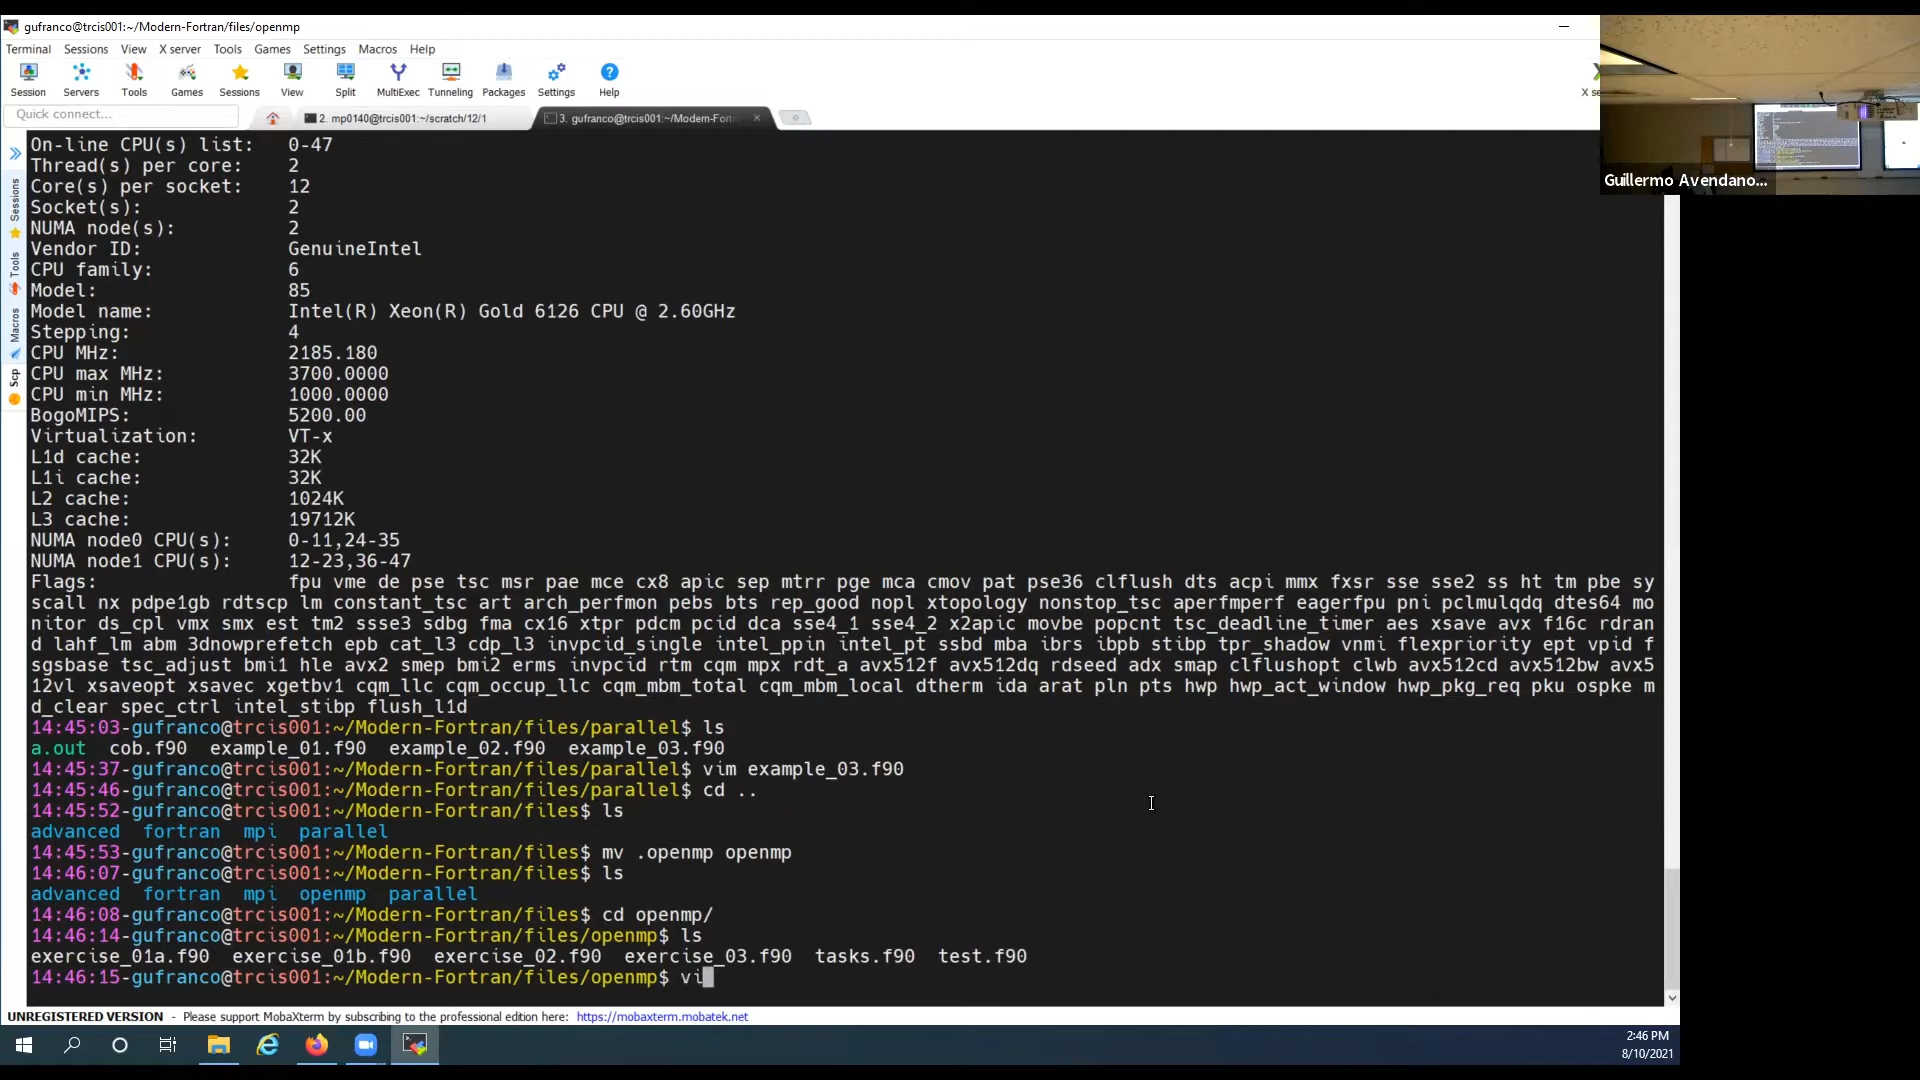 gufranco@trcis001:~/Modern-Fortran/files/openmp
Terminal Sessions View X server Tools Games Settings Macros Help
Session Servers Tools Games Sessions View Split MultiExec Tunneling Packages Settings Help
X se
Quick connect...
2. mp0140@trcis001:~/scratch/12/1
3. gufranco@trcis001:~/Modern-Fort
Guillermo Avendano...
Sessions
Tools
Macros
Scp
On-line CPU(s) list: 0-47
Thread(s) per core: 2
Core(s) per socket: 12
Socket(s): 2
NUMA node(s): 2
Vendor ID: GenuineIntel
CPU family: 6
Model: 85
Model name: Intel(R) Xeon(R) Gold 6126 CPU @ 2.60GHz
Stepping: 4
CPU MHz: 2185.180
CPU max MHz: 3700.0000
CPU min MHz: 1000.0000
BogoMIPS: 5200.00
Virtualization: VT-x
L1d cache: 32K
L1i cache: 32K
L2 cache: 1024K
L3 cache: 19712K
NUMA node0 CPU(s): 0-11,24-35
NUMA node1 CPU(s): 12-23,36-47
Flags: fpu vme de pse tsc msr pae mce cx8 apic sep mtrr pge mca cmov pat pse36 clflush dts acpi mmx fxsr sse sse2 ss ht tm pbe sy
scall nx pdpe1gb rdtscp lm constant_tsc art arch_perfmon pebs bts rep_good nopl xtopology nonstop_tsc aperfmperf eagerfpu pni pclmulqdq dtes64 mo
nitor ds_cpl vmx smx est tm2 ssse3 sdbg fma cx16 xtpr pdcm pcid dca sse4_1 sse4_2 x2apic movbe popcnt tsc_deadline_timer aes xsave avx f16c rdran
d lahf_lm abm 3dnowprefetch epb cat_l3 cdp_l3 invpcid_single intel_ppin intel_pt ssbd mba ibrs ibpb stibp tpr_shadow vnmi flexpriority ept vpid f
sgsbase tsc_adjust bmi1 hle avx2 smep bmi2 erms invpcid rtm cqm mpx rdt_a avx512f avx512dq rdseed adx smap clflushopt clwb avx512cd avx512bw avx5
12vl xsaveopt xsavec xgetbv1 cqm_llc cqm_occup_llc cqm_mbm_total cqm_mbm_local dtherm ida arat pln pts hwp hwp_act_window hwp_pkg_req pku ospke m
d_clear spec_ctrl intel_stibp flush_l1d
14:45:03-gufranco@trcis001:~/Modern-Fortran/files/parallel$ ls
a.out cob.f90 example_01.f90 example_02.f90 example_03.f90
14:45:37-gufranco@trcis001:~/Modern-Fortran/files/parallel$ vim example_03.f90
14:45:46-gufranco@trcis001:~/Modern-Fortran/files/parallel$ cd ..
14:45:52-gufranco@trcis001:~/Modern-Fortran/files$ ls
advanced fortran mpi parallel
14:45:53-gufranco@trcis001:~/Modern-Fortran/files$ mv .openmp openmp
14:46:07-gufranco@trcis001:~/Modern-Fortran/files$ ls
advanced fortran mpi openmp parallel
14:46:08-gufranco@trcis001:~/Modern-Fortran/files$ cd openmp/
14:46:14-gufranco@trcis001:~/Modern-Fortran/files/openmp$ ls
exercise_01a.f90 exercise_01b.f90 exercise_02.f90 exercise_03.f90 tasks.f90 test.f90
14:46:15-gufranco@trcis001:~/Modern-Fortran/files/openmp$ vi
UNREGISTERED VERSION - Please support MobaXterm by subscribing to the professional edition here: https://mobaxterm.mobatek.net
2:46 PM
8/10/2021